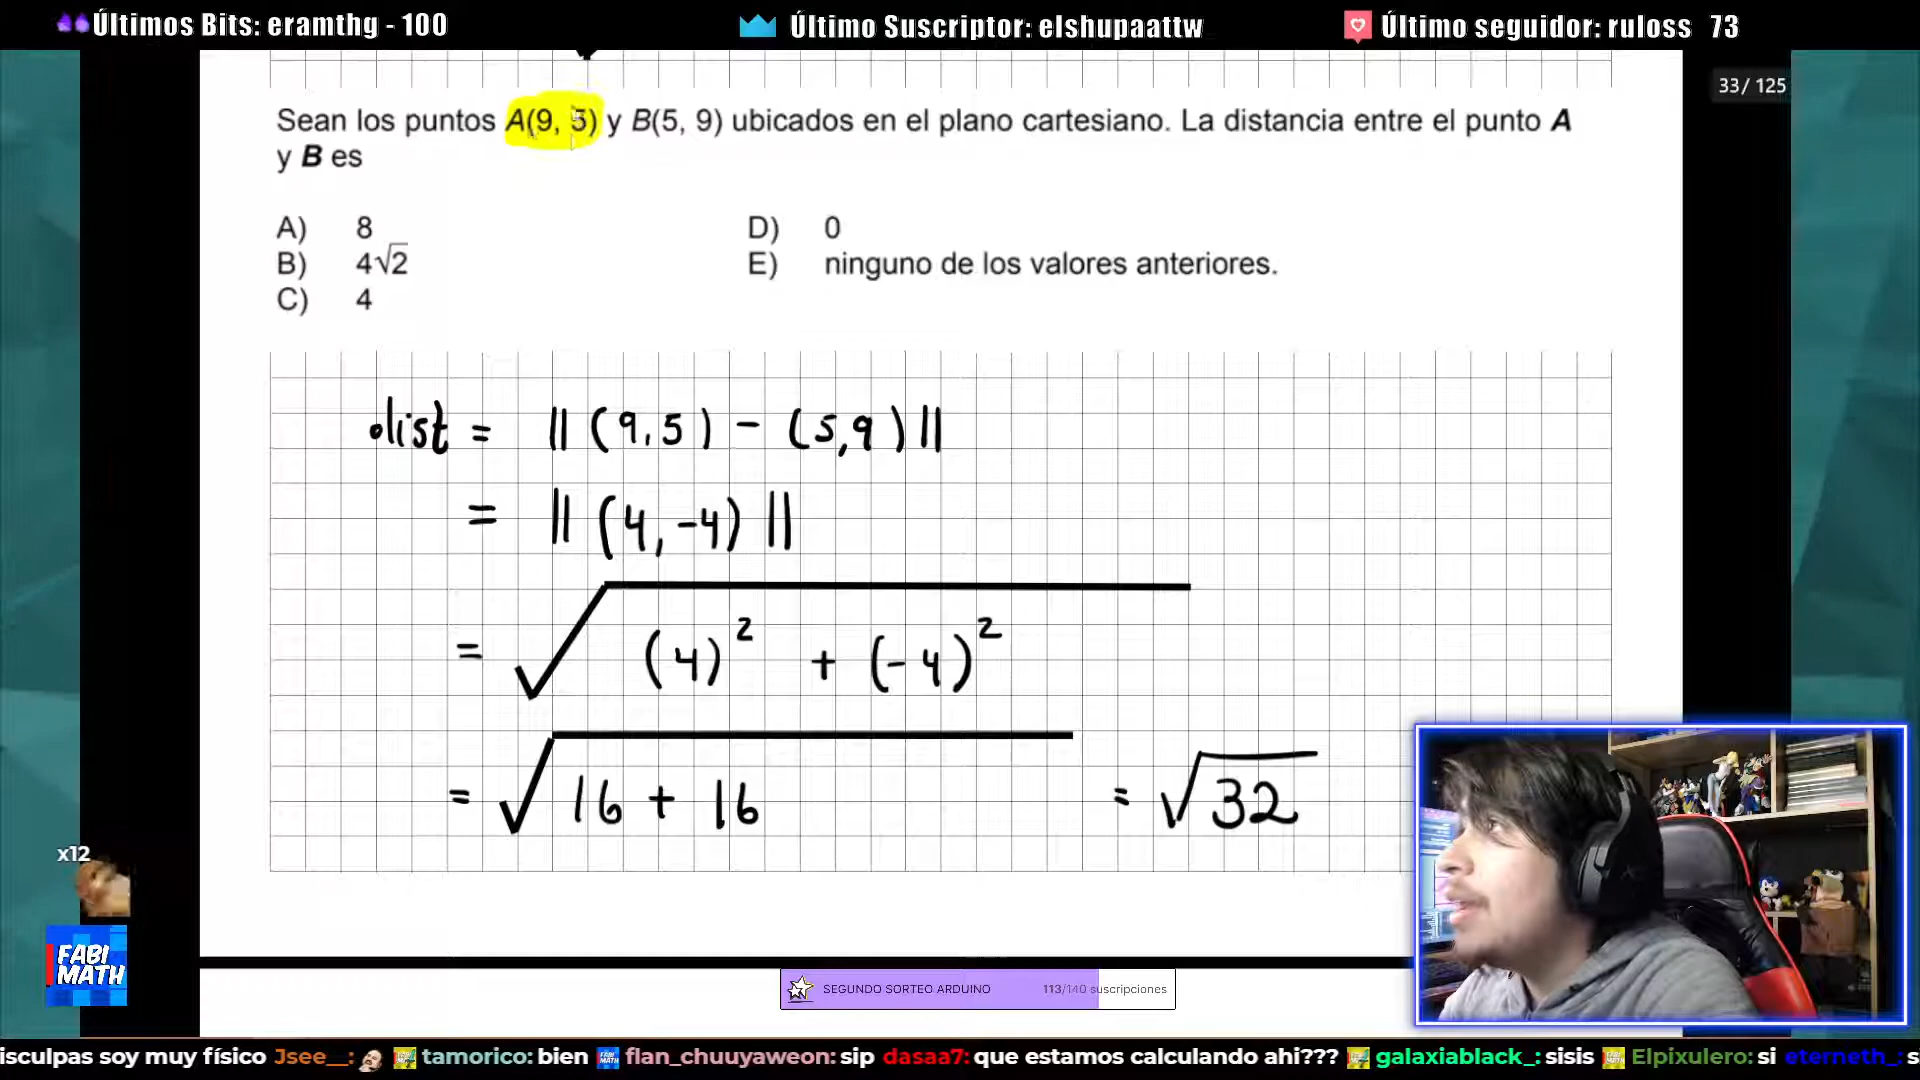 Últimos Bits: eramthg - 100
Último Suscriptor: elshupaattw
Último seguidor: ruloss 73
33/ 125
Sean los puntos A(9, 5) y B(5, 9) ubicados en el plano cartesiano. La distancia entre el punto A
y B es
A) 8
B) 4√2
C) 4
D) 0
E) ninguno de los valores anteriores.
dist = || (9,5) - (5,9) ||
= || (4, -4) ||
= √(4)² + (-4)²
= √16 + 16 = √32
x12
FABI
MATH
SEGUNDO SORTEO ARDUINO 113/140 suscripciones
isculpas soy muy físico Jsee__: tamorico: bien flan_chuuyaweon: sip dasaa7: que estamos calculando ahi??? galaxiablack_: sisis Elpixulero: si eterneth_: s